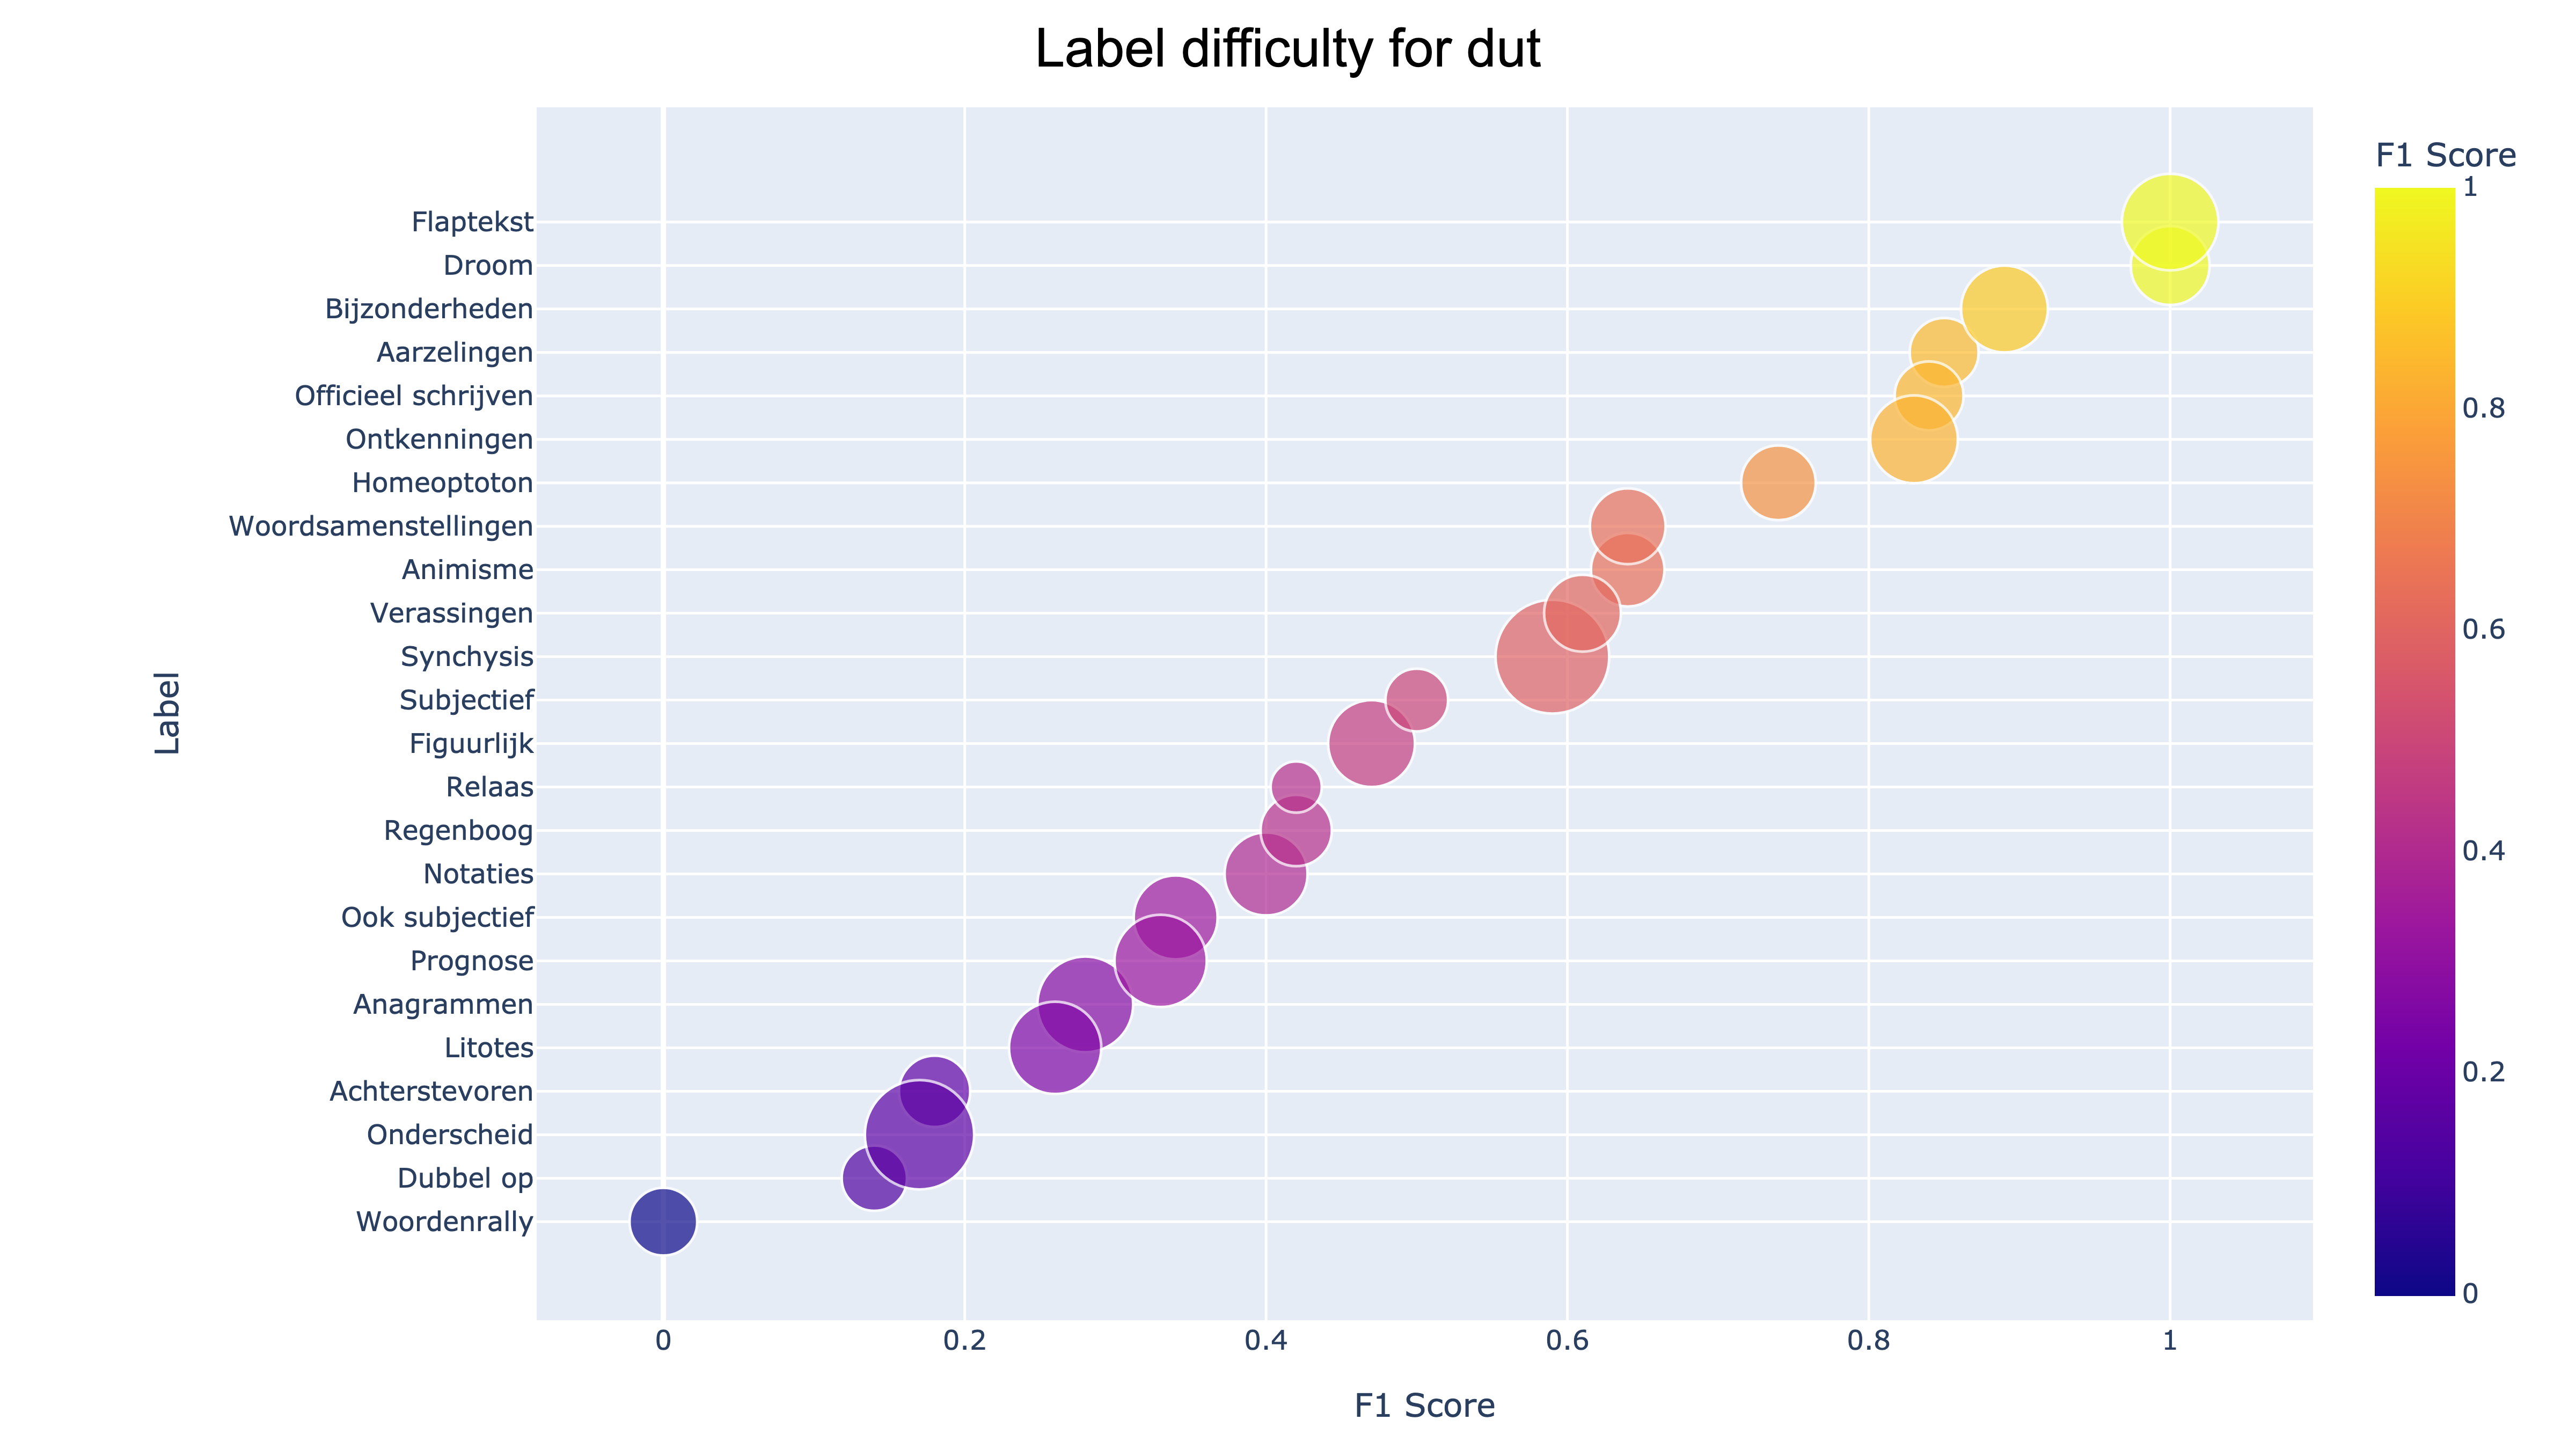 Label difficulty for dut
F1 Score
1
0.8
0.6
0.4
0.2
0
Label
Flaptekst
Droom
Bijzonderheden
Aarzelingen
Officieel schrijven
Ontkenningen
Homeoptoton
Woordsamenstellingen
Animisme
Verassingen
Synchysis
Subjectief
Figuurlijk
Relaas
Regenboog
Notaties
Ook subjectief
Prognose
Anagrammen
Litotes
Achterstevoren
Onderscheid
Dubbel op
Woordenrally
0 0.2 0.4 0.6 0.8 1
F1 Score